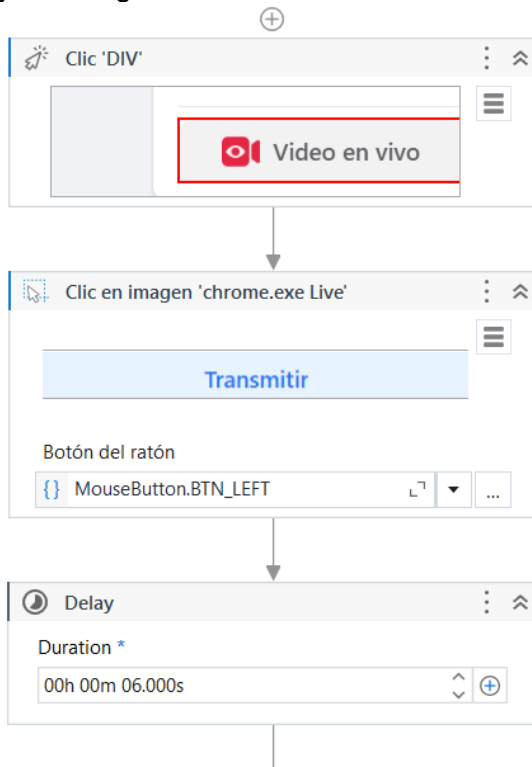 Clic 'DIV'
Video en vivo
Clic en imagen 'chrome.exe Live'
Transmitir
Botón del ratón
{} MouseButton.BTN_LEFT
...
Delay
Duration *
00h 00m 06.000s